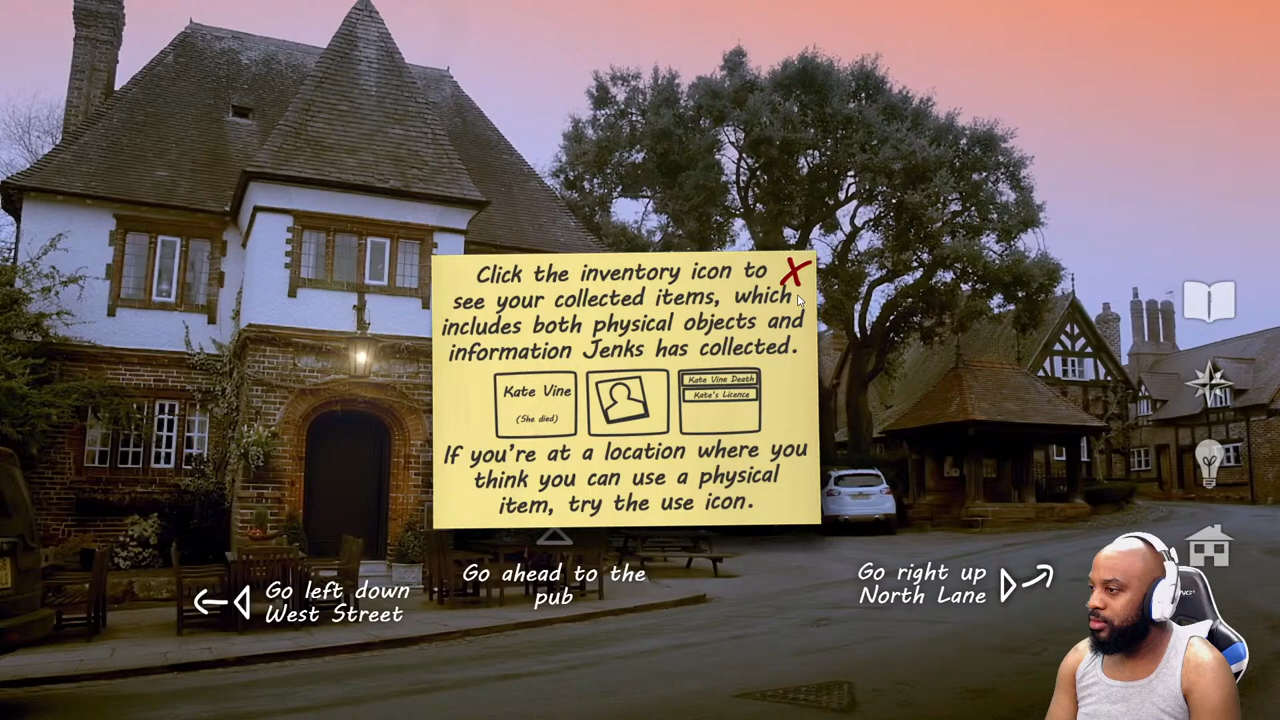 Click the inventory icon to
see your collected items, which
includes both physical objects and
information Jenks has collected.
Kate Vine
(She died)
Kate Vine Death
Kate's Licence
If you're at a location where you
think you can use a physical
item, try the use icon.
Go left down
West Street
Go ahead to the
pub
Go right up
North Lane